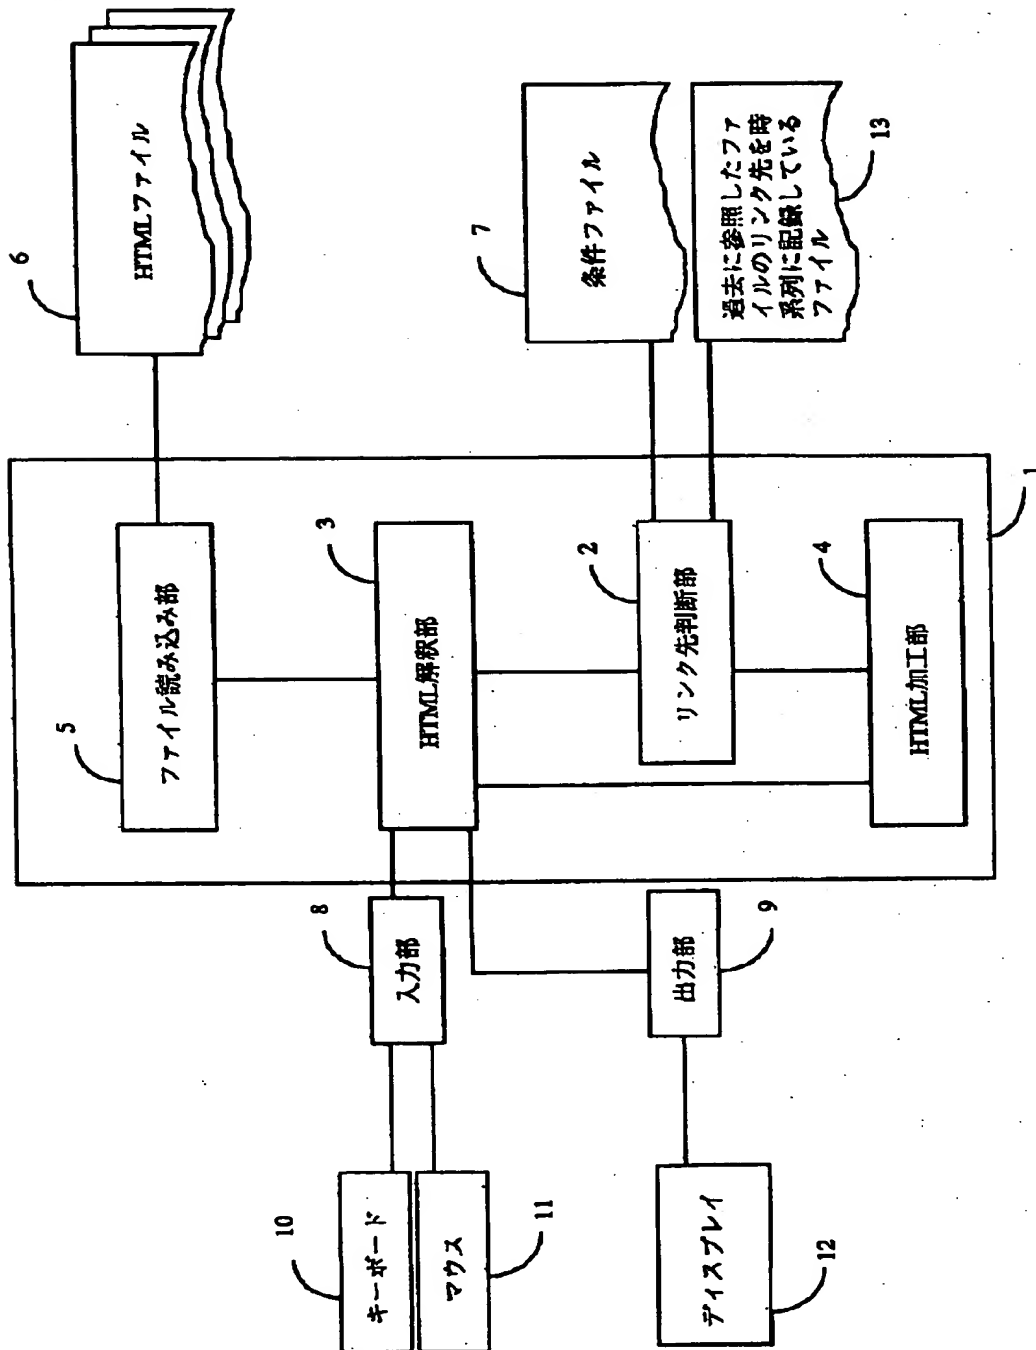 6
HTMLファイル
5
ファイル読み込み部
3
HTML解釈部
7
条件ファイル
過去に参照したファ
イルのリンク先を時
系列に記録している
ファイル
13
2
リンク先判断部
4
HTML加工部
1
8
入力部
9
出力部
10
キーボード
マウス
11
ディスプレイ
12